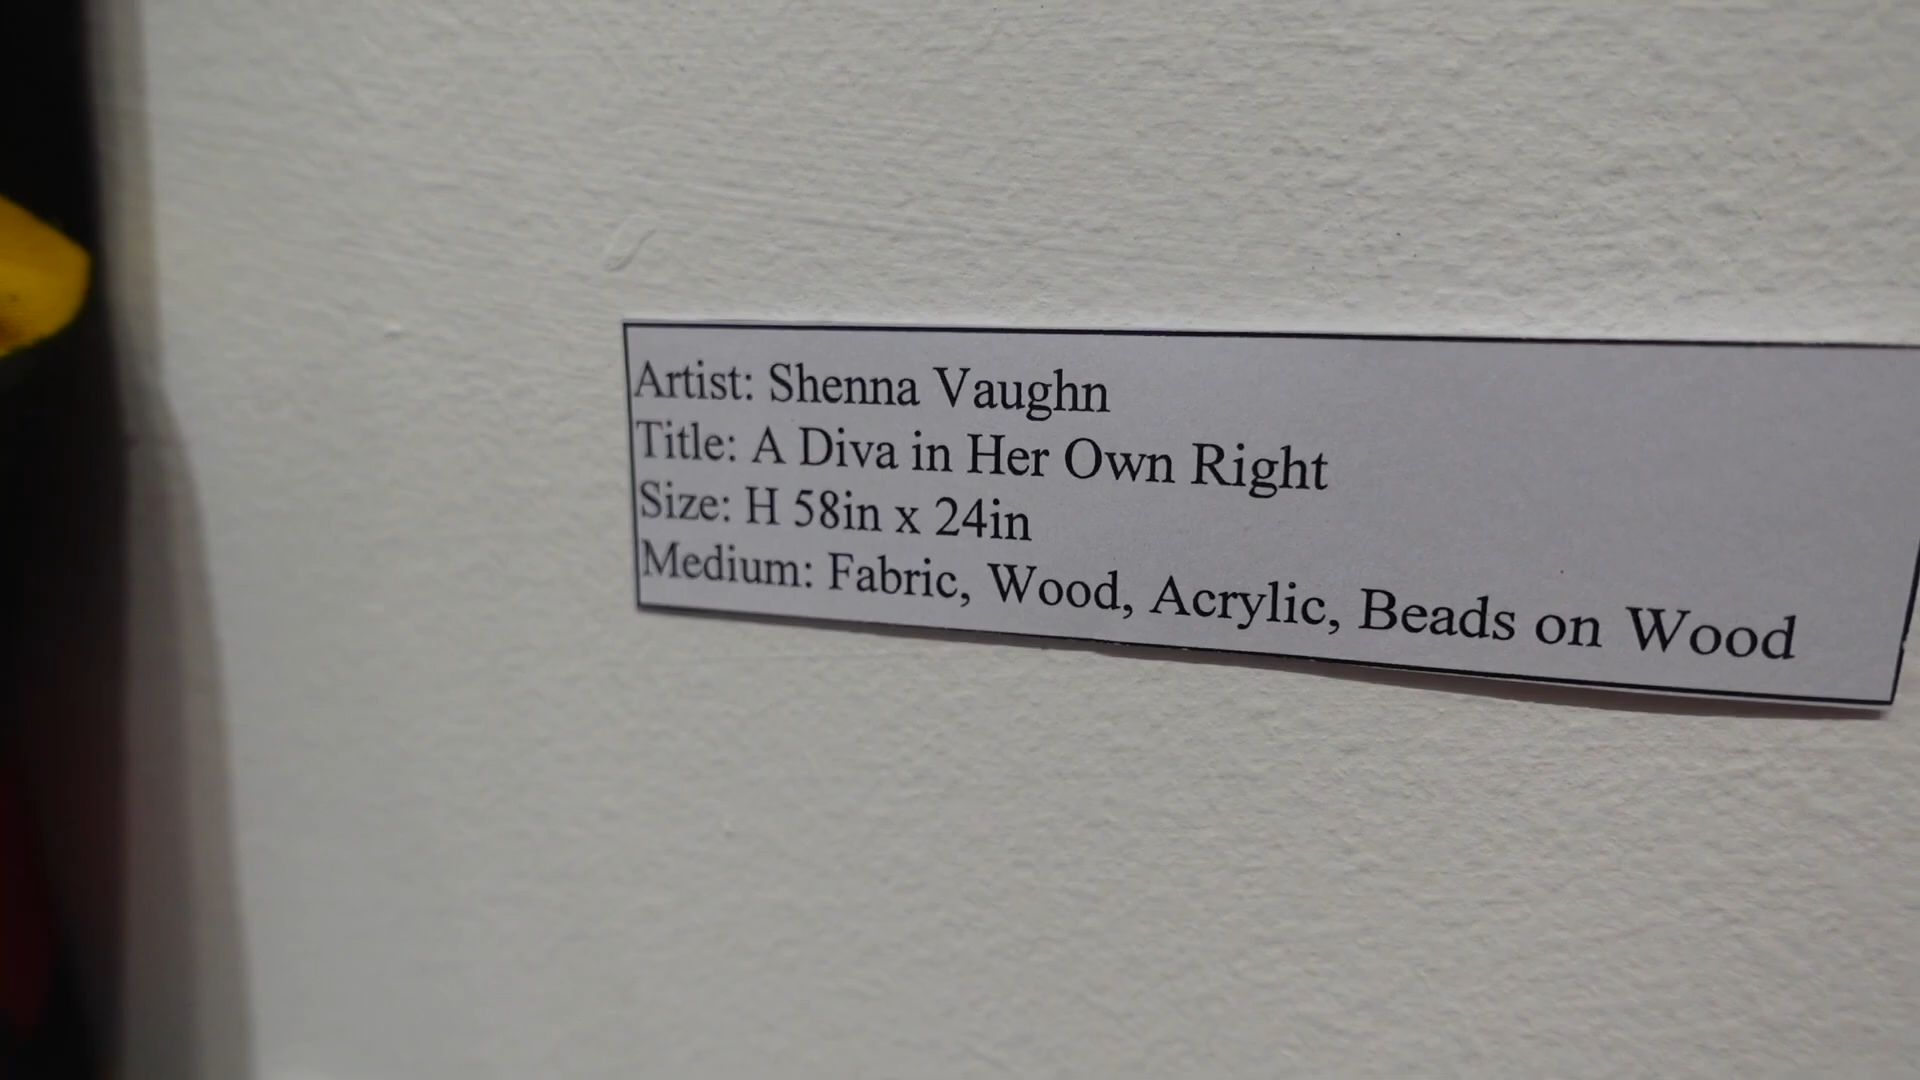 Artist: Shenna Vaughn
Title: A Diva in Her Own Right
Size: H 58in x 24in
Medium: Fabric, Wood, Acrylic, Beads on Wood